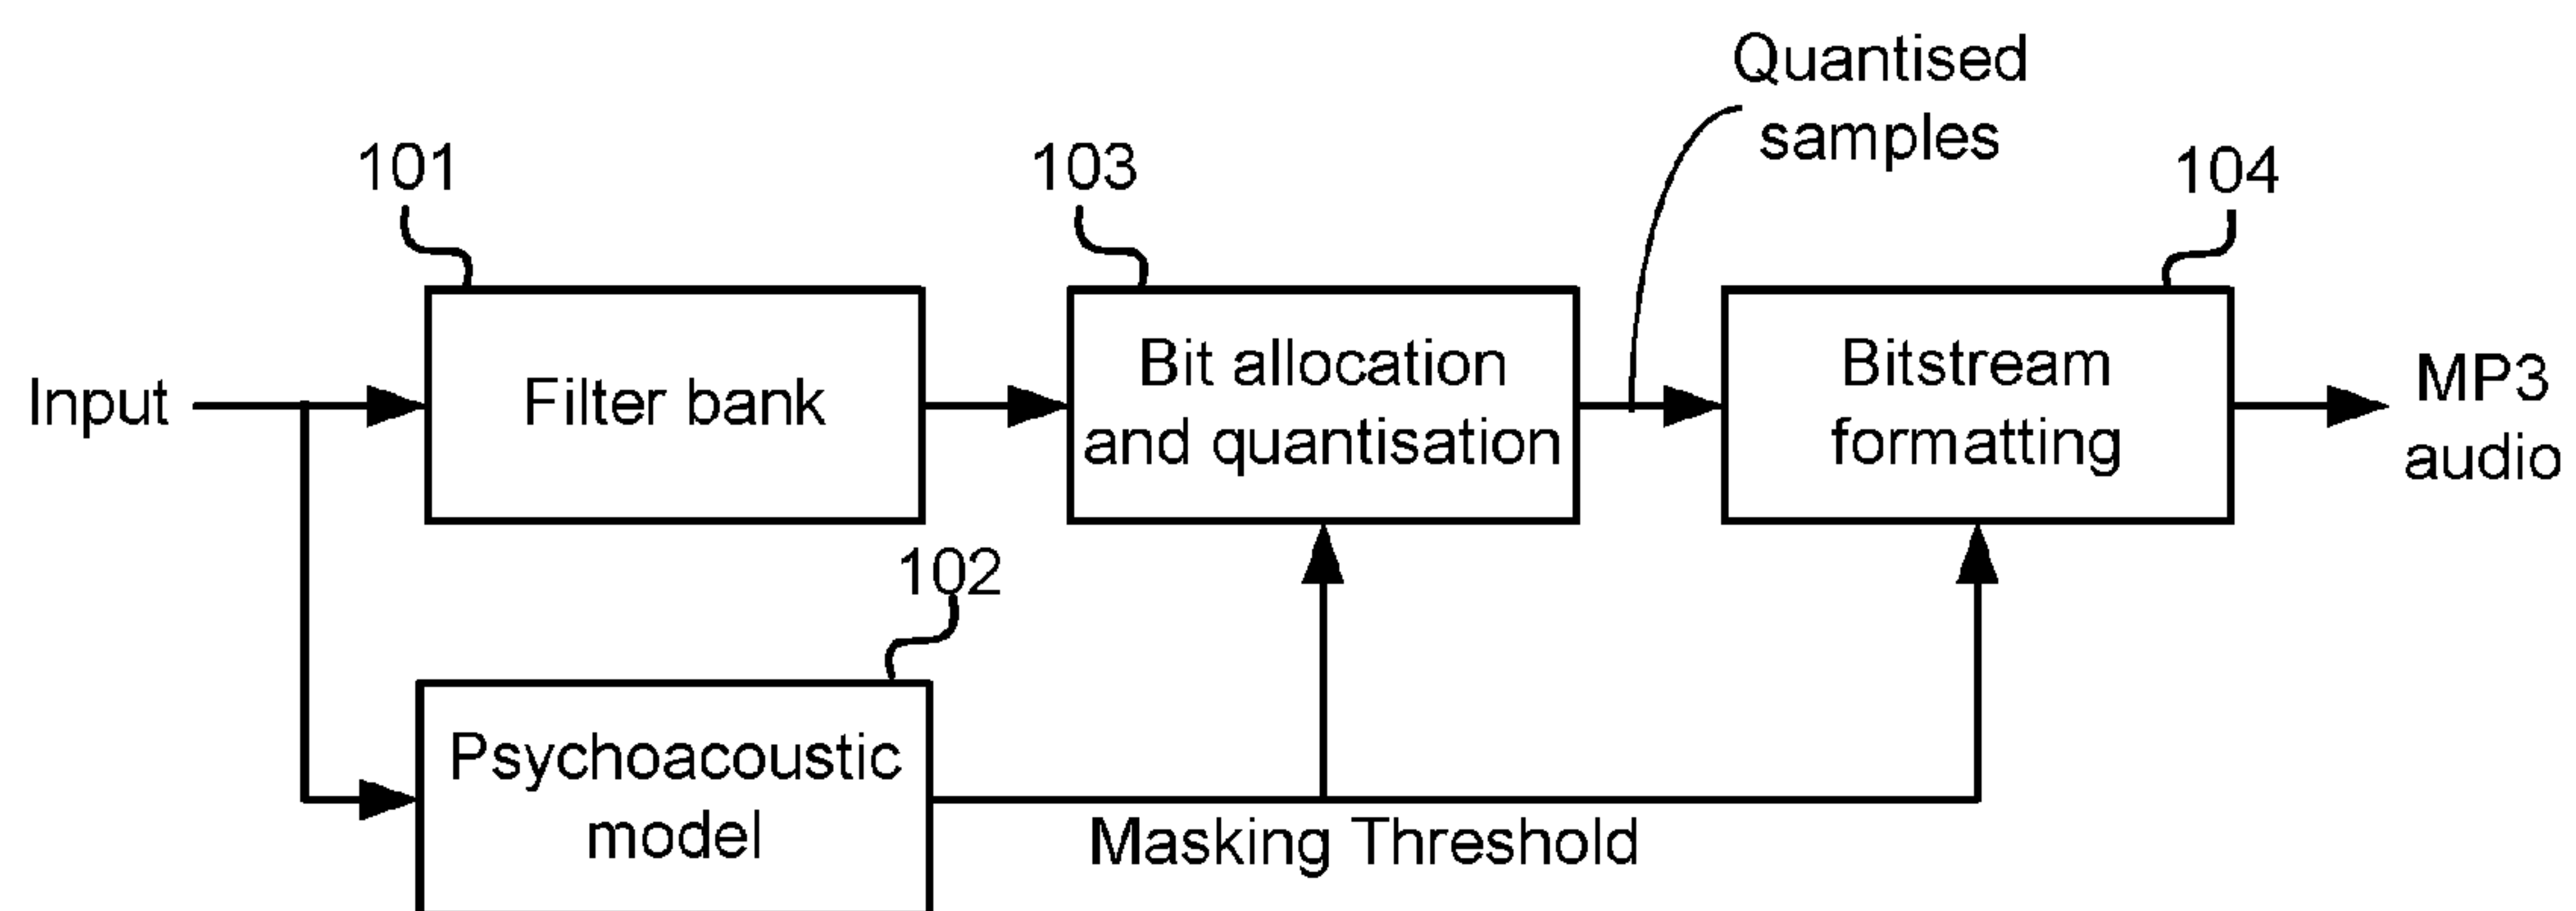 Quantised
samples
101
103
104
Input
Filter bank
Bit allocation
and quantisation
Bitstream
formatting
MP3
audio
102
Psychoacoustic
model
Masking Threshold